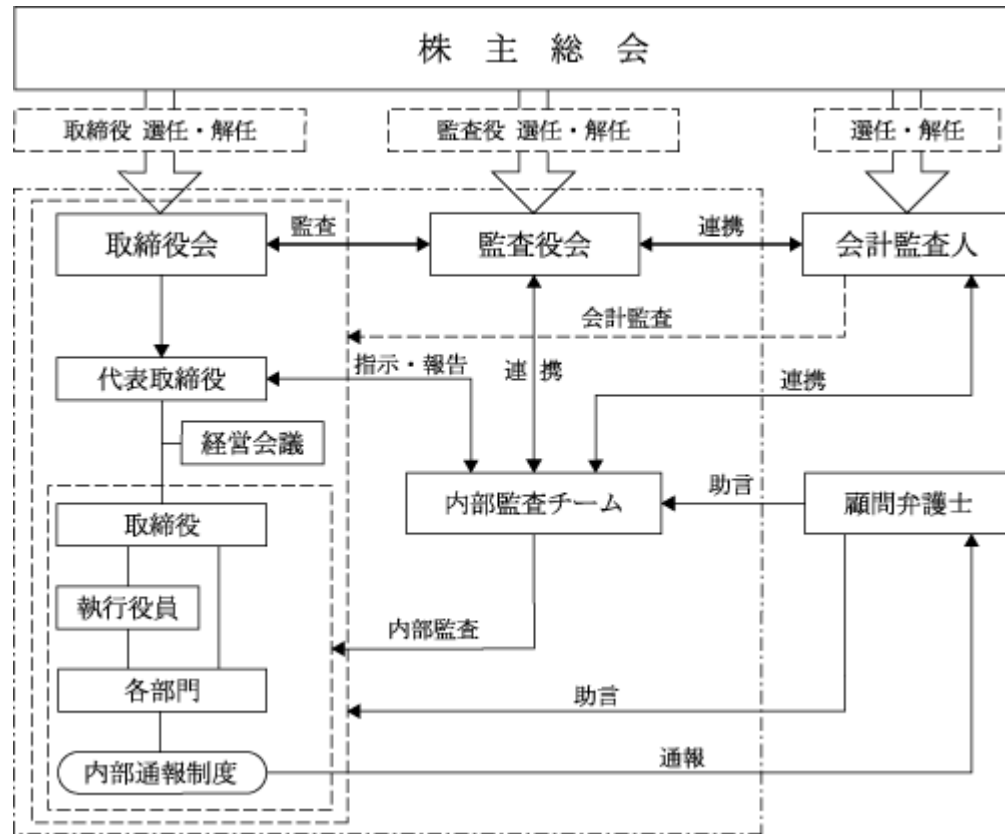 株主総会
取締役 選任・解任
監査役 選任・解任
選任・解任
取締役会
監査
監査役会
連携
会計監査人
会計監査
指示・報告
連携
代表取締役
連携
経営会議
内部監査チーム
助言
顧問弁護士
取締役
執行役員
内部監査
各部門
助言
内部通報制度
通報